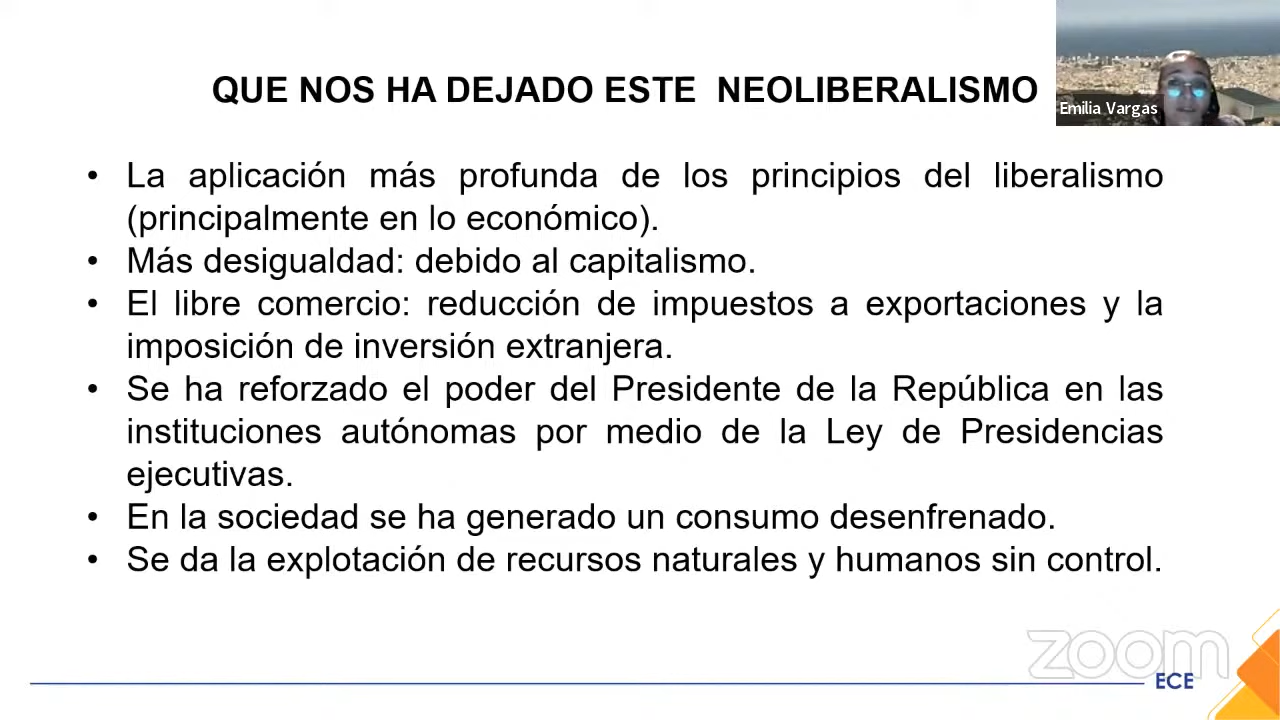 QUE NOS HA DEJADO ESTE NEOLIBERALISMO
Emilia Vargas
• La aplicación más profunda de los principios del liberalismo
(principalmente en lo económico).
• Más desigualdad: debido al capitalismo.
• El libre comercio: reducción de impuestos a exportaciones y la
imposición de inversión extranjera.
• Se ha reforzado el poder del Presidente de la República en las
instituciones autónomas por medio de la Ley de Presidencias
ejecutivas.
• En la sociedad se ha generado un consumo desenfrenado.
• Se da la explotación de recursos naturales y humanos sin control.
zoom
ECE